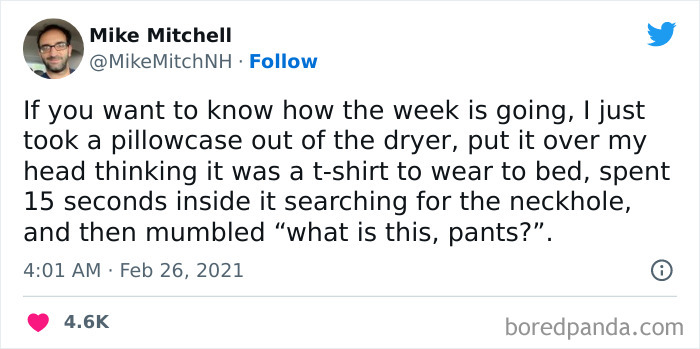 Mike Mitchell
@MikeMitchNH · Follow
If you want to know how the week is going, I just
took a pillowcase out of the dryer, put it over my
head thinking it was a t-shirt to wear to bed, spent
15 seconds inside it searching for the neckhole,
and then mumbled “what is this, pants?”.
4:01 AM · Feb 26, 2021
4.6K
boredpanda.com